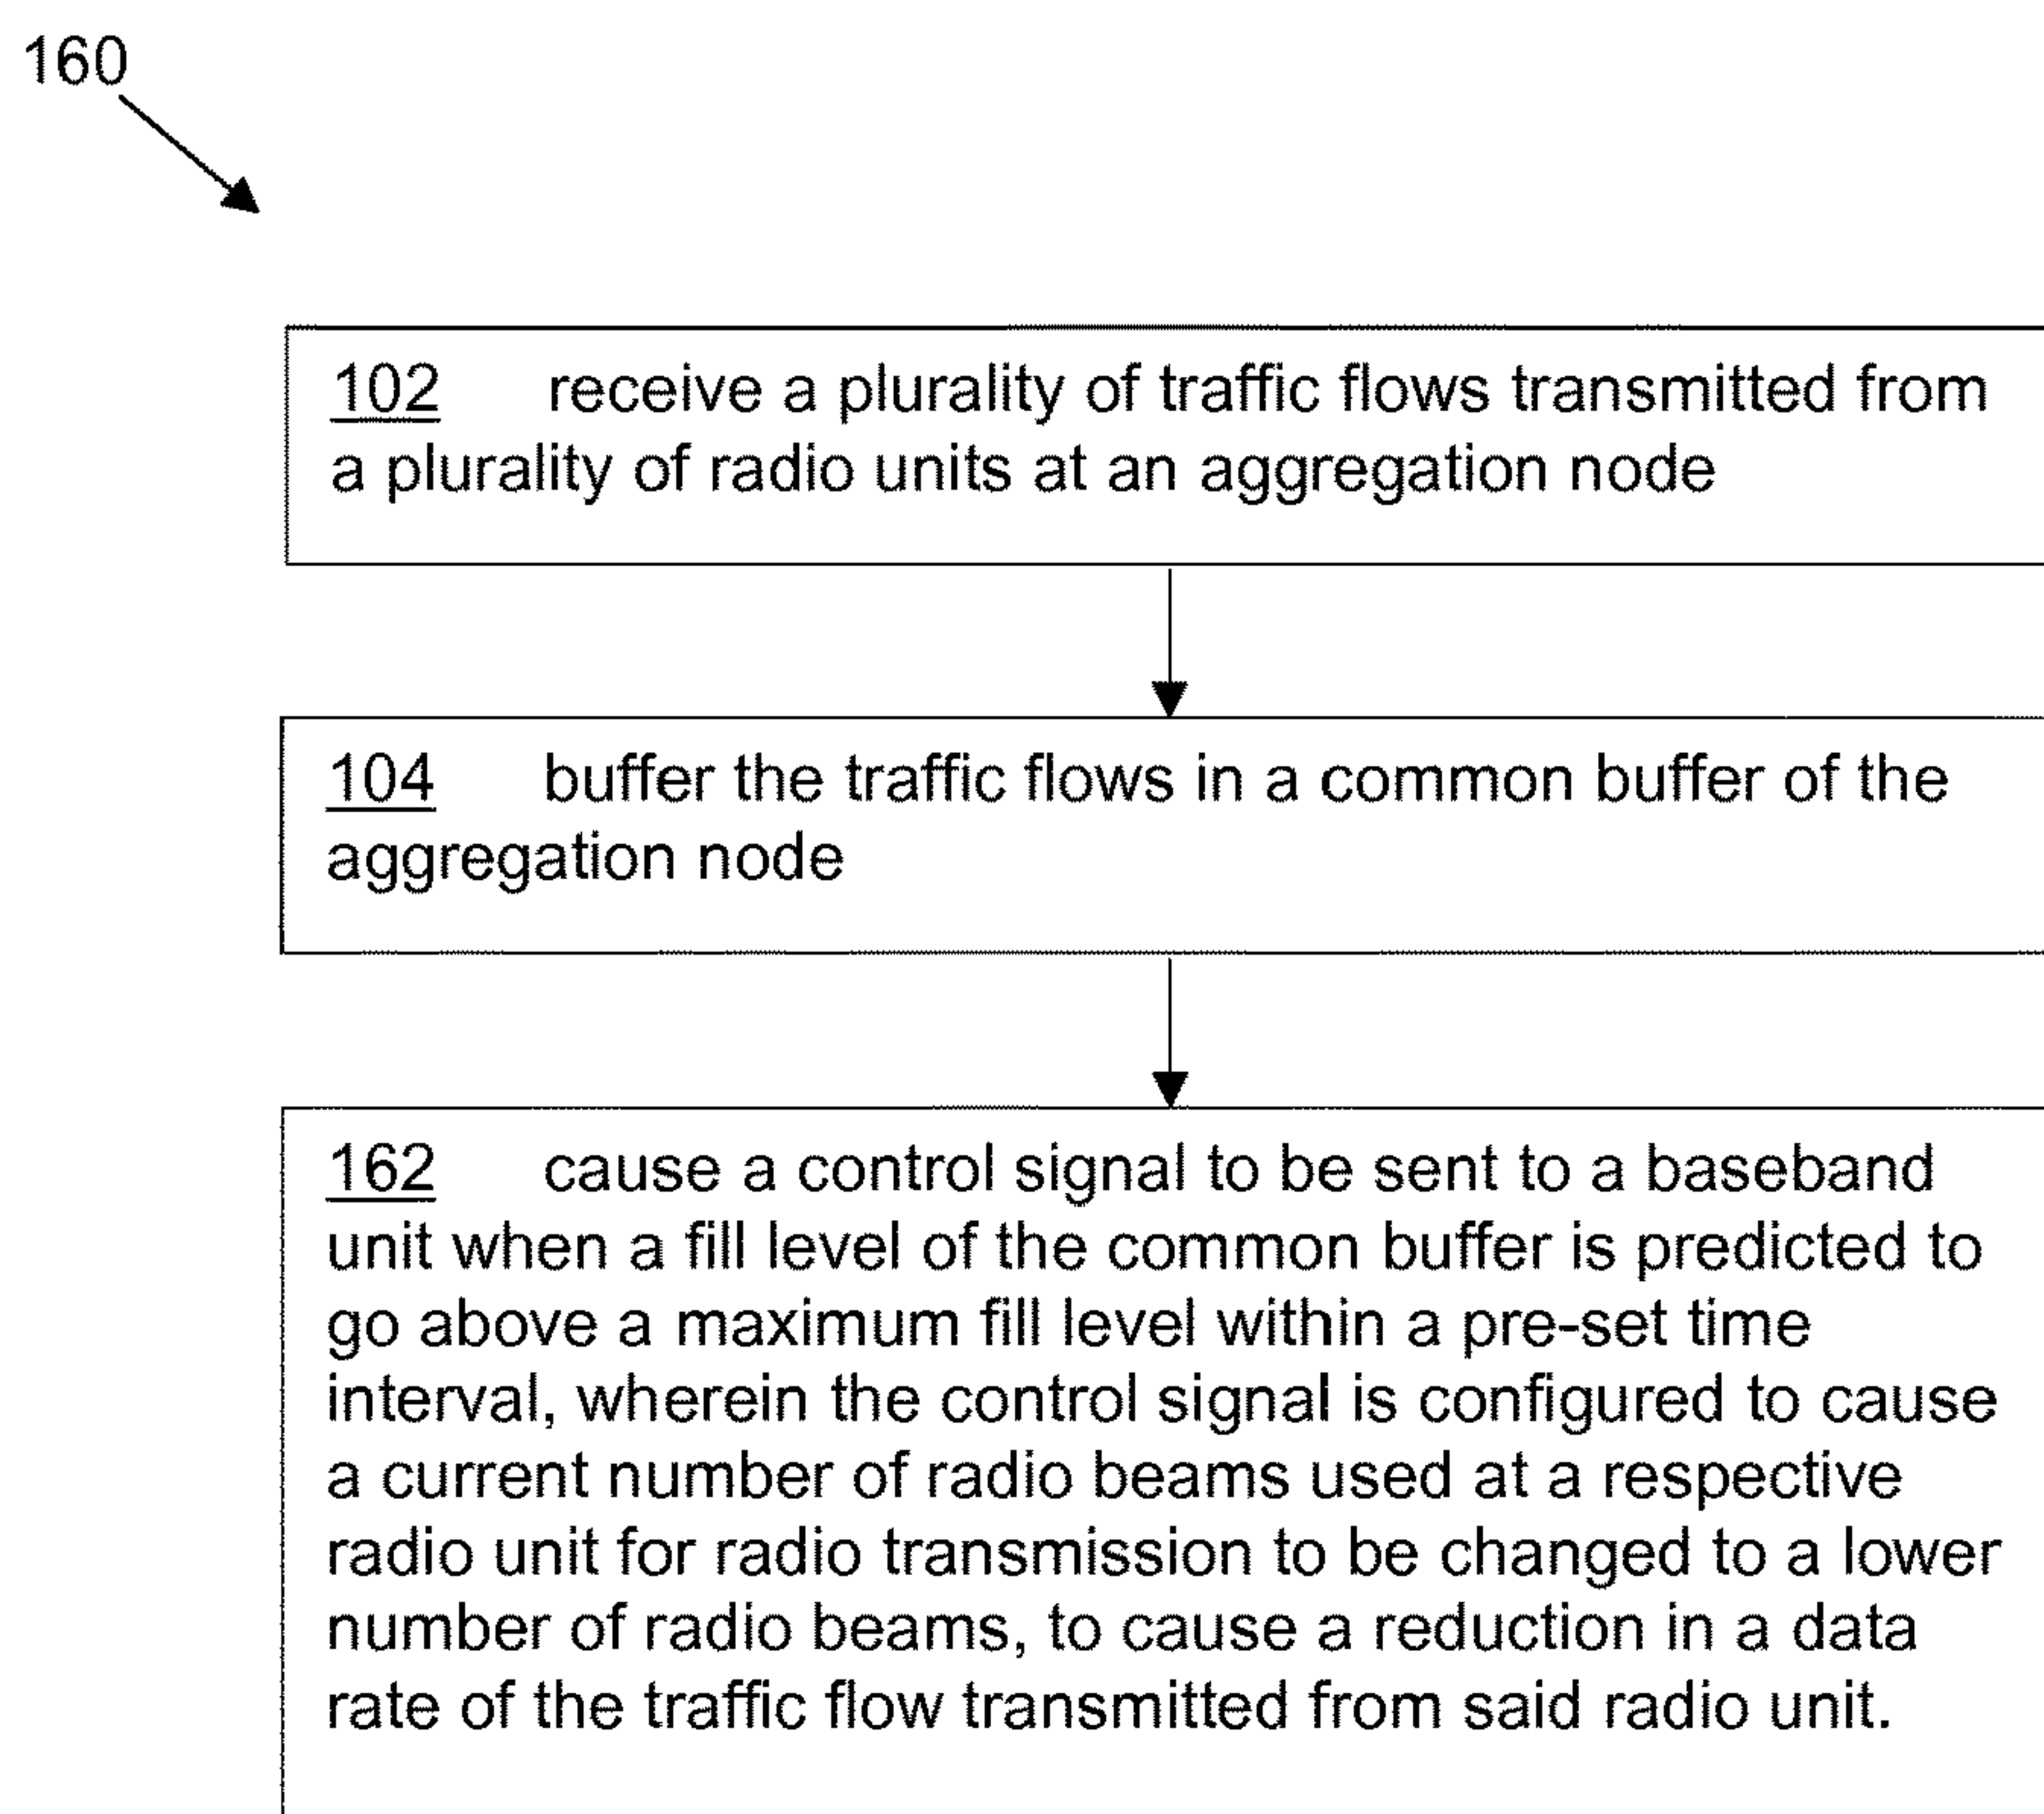 160
102 receive a plurality of traffic flows transmitted from
a plurality of radio units at an aggregation node
104 buffer the traffic flows in a common buffer of the
aggregation node
162 cause a control signal to be sent to a baseband
unit when a fill level of the common buffer is predicted to
go above a maximum fill level within a pre-set time
interval, wherein the control signal is configured to cause
a current number of radio beams used at a respective
radio unit for radio transmission to be changed to a lower
number of radio beams, to cause a reduction in a data
rate of the traffic flow transmitted from said radio unit.